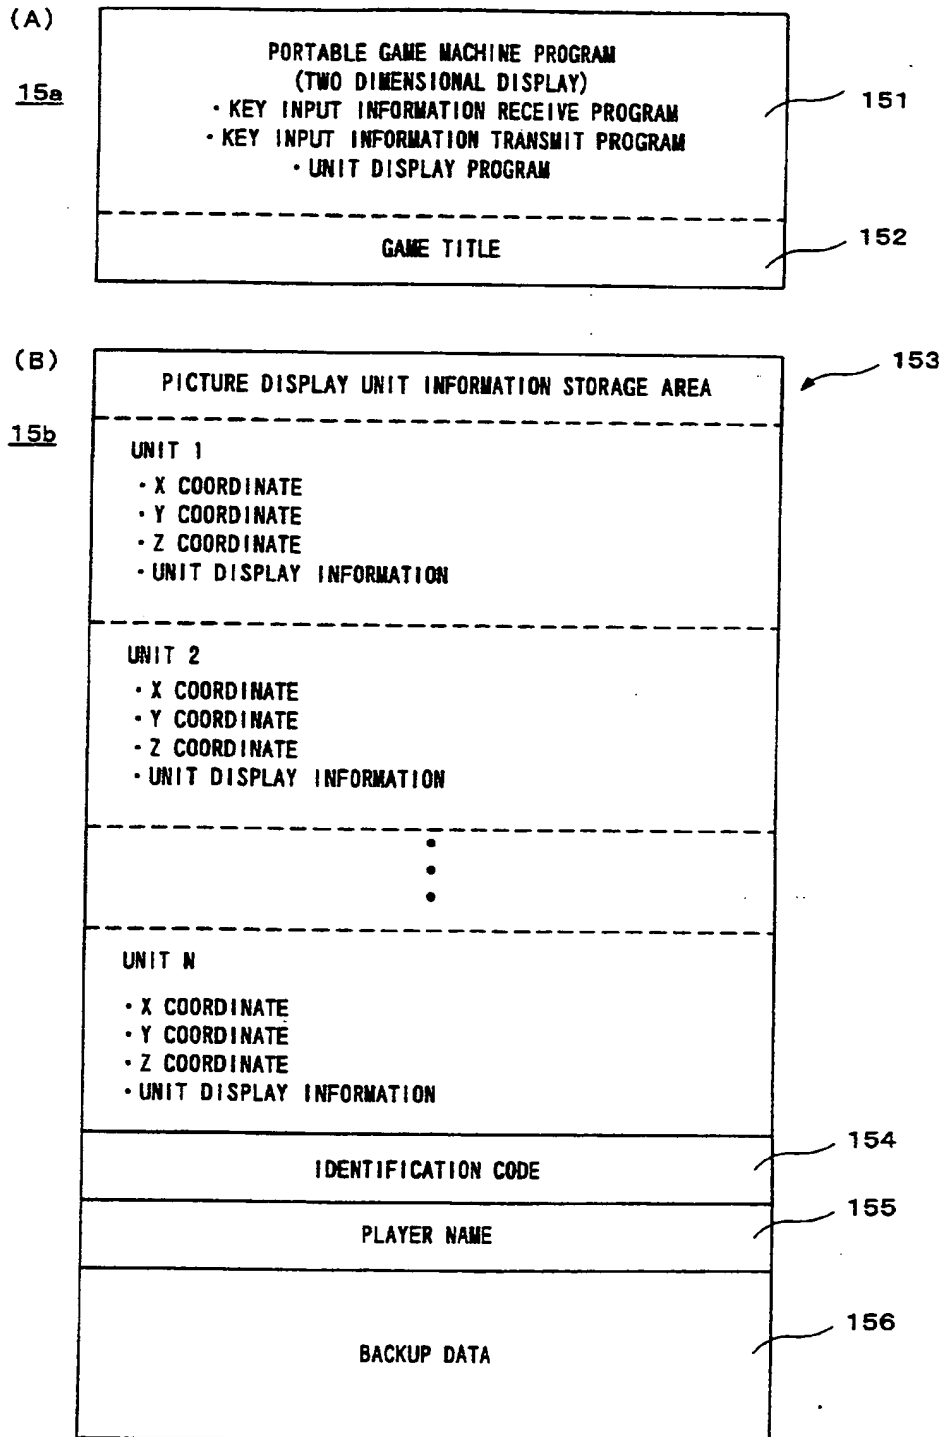 (A)
15a
PORTABLE GAME MACHINE PROGRAM
(TWO DIMENSIONAL DISPLAY)
・KEY INPUT INFORMATION RECEIVE PROGRAM
・KEY INPUT INFORMATION TRANSMIT PROGRAM
・UNIT DISPLAY PROGRAM
151
GAME TITLE
152
(B)
15b
PICTURE DISPLAY UNIT INFORMATION STORAGE AREA
153
UNIT 1
・X COORDINATE
・Y COORDINATE
・Z COORDINATE
・UNIT DISPLAY INFORMATION
UNIT 2
・X COORDINATE
・Y COORDINATE
・Z COORDINATE
・UNIT DISPLAY INFORMATION
UNIT N
・X COORDINATE
・Y COORDINATE
・Z COORDINATE
・UNIT DISPLAY INFORMATION
IDENTIFICATION CODE
154
PLAYER NAME
155
BACKUP DATA
156